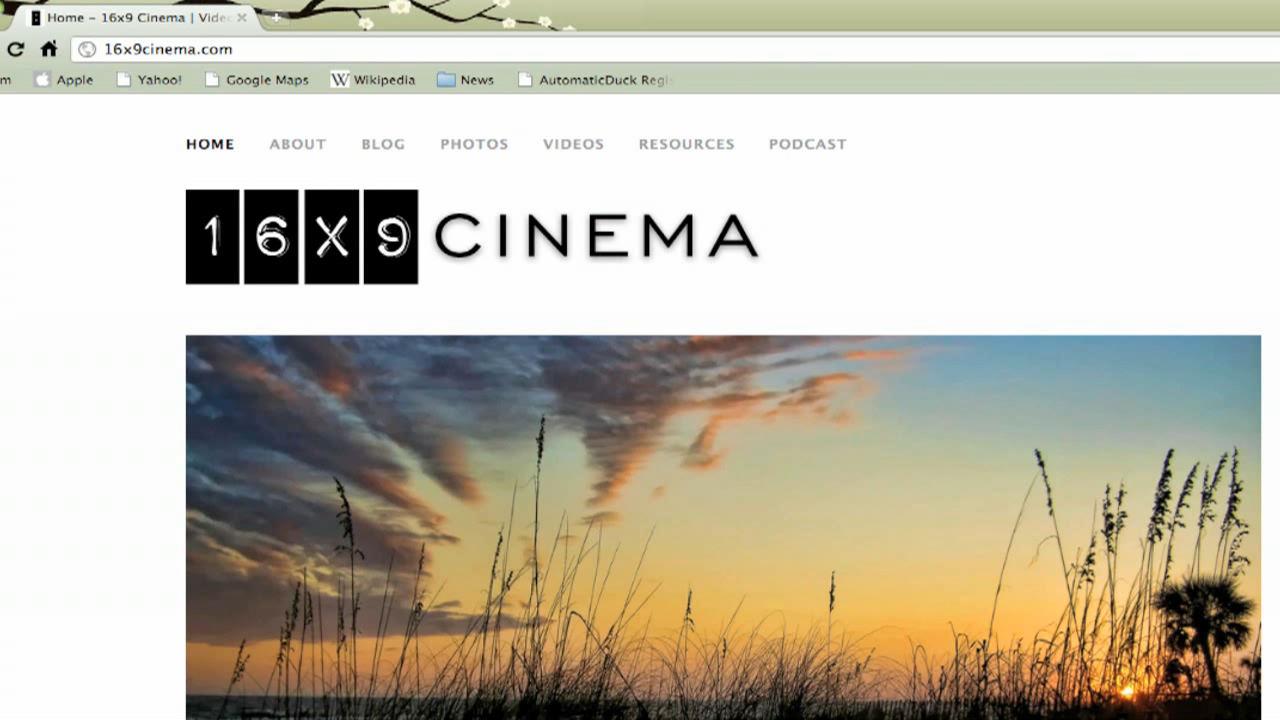 Home – 16x9 Cinema | Vide
16x9cinema.com
m Apple Yahoo! Google Maps Wikipedia News AutomaticDuck Regis
HOME ABOUT BLOG PHOTOS VIDEOS RESOURCES PODCAST
16X9 CINEMA